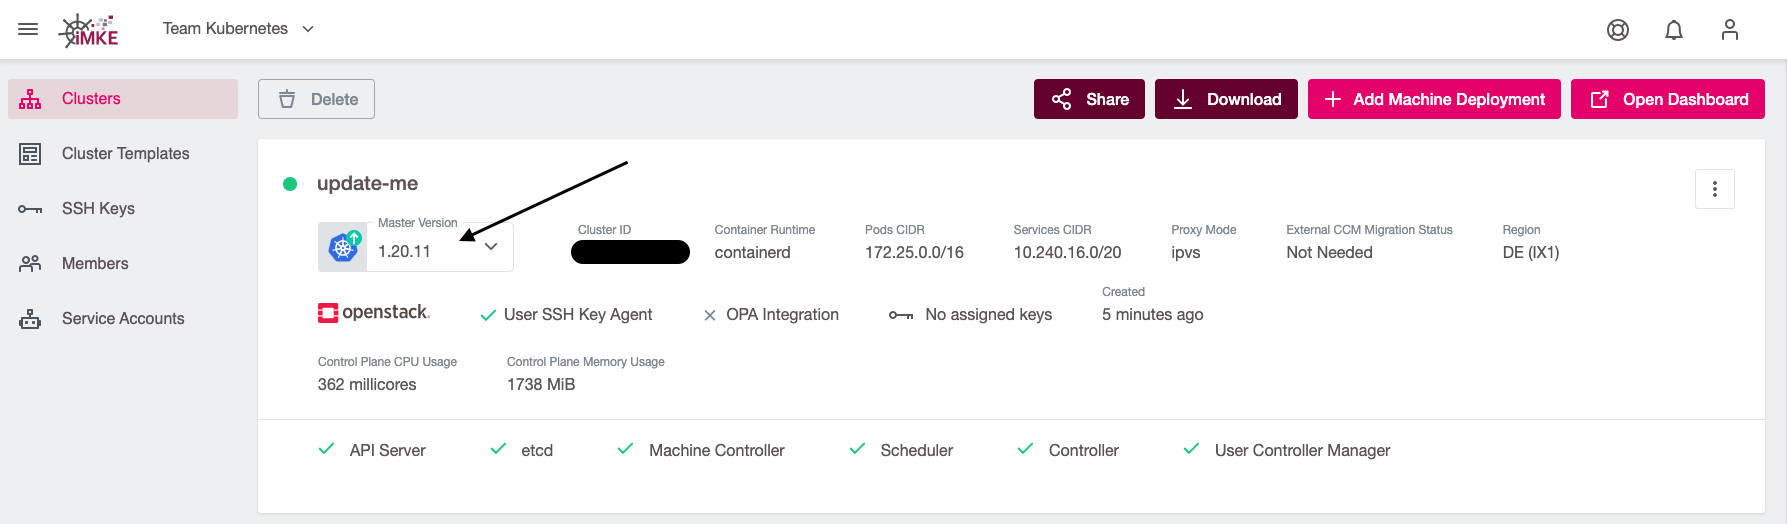 iMKE
Team Kubernetes
Clusters
Cluster Templates
SSH Keys
Members
Service Accounts
Delete
Share
Download
Add Machine Deployment
Open Dashboard
update-me
Master Version
1.20.11
Cluster ID
Container Runtime
containerd
Pods CIDR
172.25.0.0/16
Services CIDR
10.240.16.0/20
Proxy Mode
ipvs
External CCM Migration Status
Not Needed
Region
DE (IX1)
openstack.
User SSH Key Agent
OPA Integration
No assigned keys
Created
5 minutes ago
Control Plane CPU Usage
362 millicores
Control Plane Memory Usage
1738 MiB
API Server
etcd
Machine Controller
Scheduler
Controller
User Controller Manager